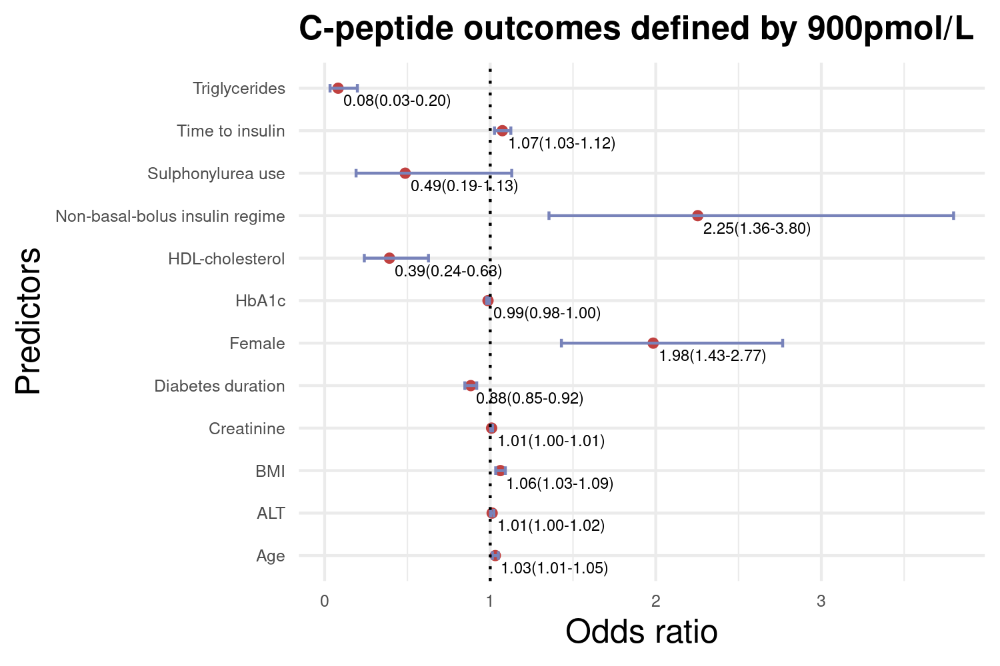 C-peptide outcomes defined by 900pmol/L
Predictors
Triglycerides
0.08(0.03-0.20)
Time to insulin
1.07(1.03-1.12)
Sulphonylurea use
0.49(0.19-1.13)
Non-basal-bolus insulin regime
2.25(1.36-3.80)
HDL-cholesterol
0.39(0.24-0.63)
HbA1c
0.99(0.98-1.00)
Female
1.98(1.43-2.77)
Diabetes duration
0.88(0.85-0.92)
Creatinine
1.01(1.00-1.01)
BMI
1.06(1.03-1.09)
ALT
1.01(1.00-1.02)
Age
1.03(1.01-1.05)
0 1 2 3
Odds ratio